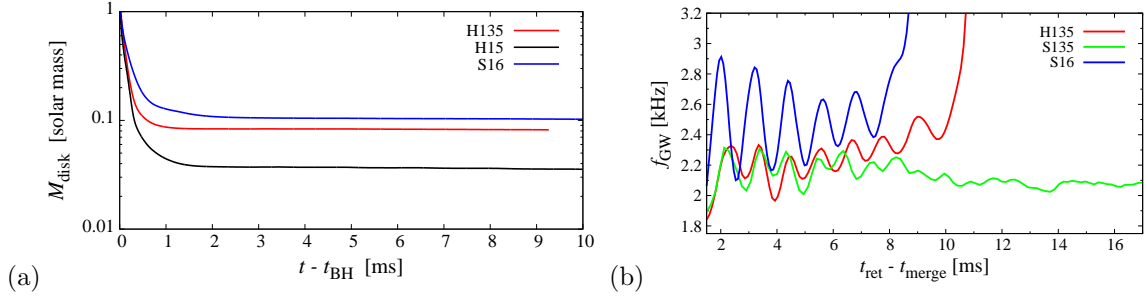 1
0.1
0.01
M_disk [solar mass]
H135
H15
S16
0 1 2 3 4 5 6 7 8 9 10
t - t_BH [ms]
(a)
3.2
3
2.8
2.6
2.4
2.2
2
1.8
f_GW [kHz]
H135
S135
S16
2 4 6 8 10 12 14 16
t_ret - t_merge [ms]
(b)